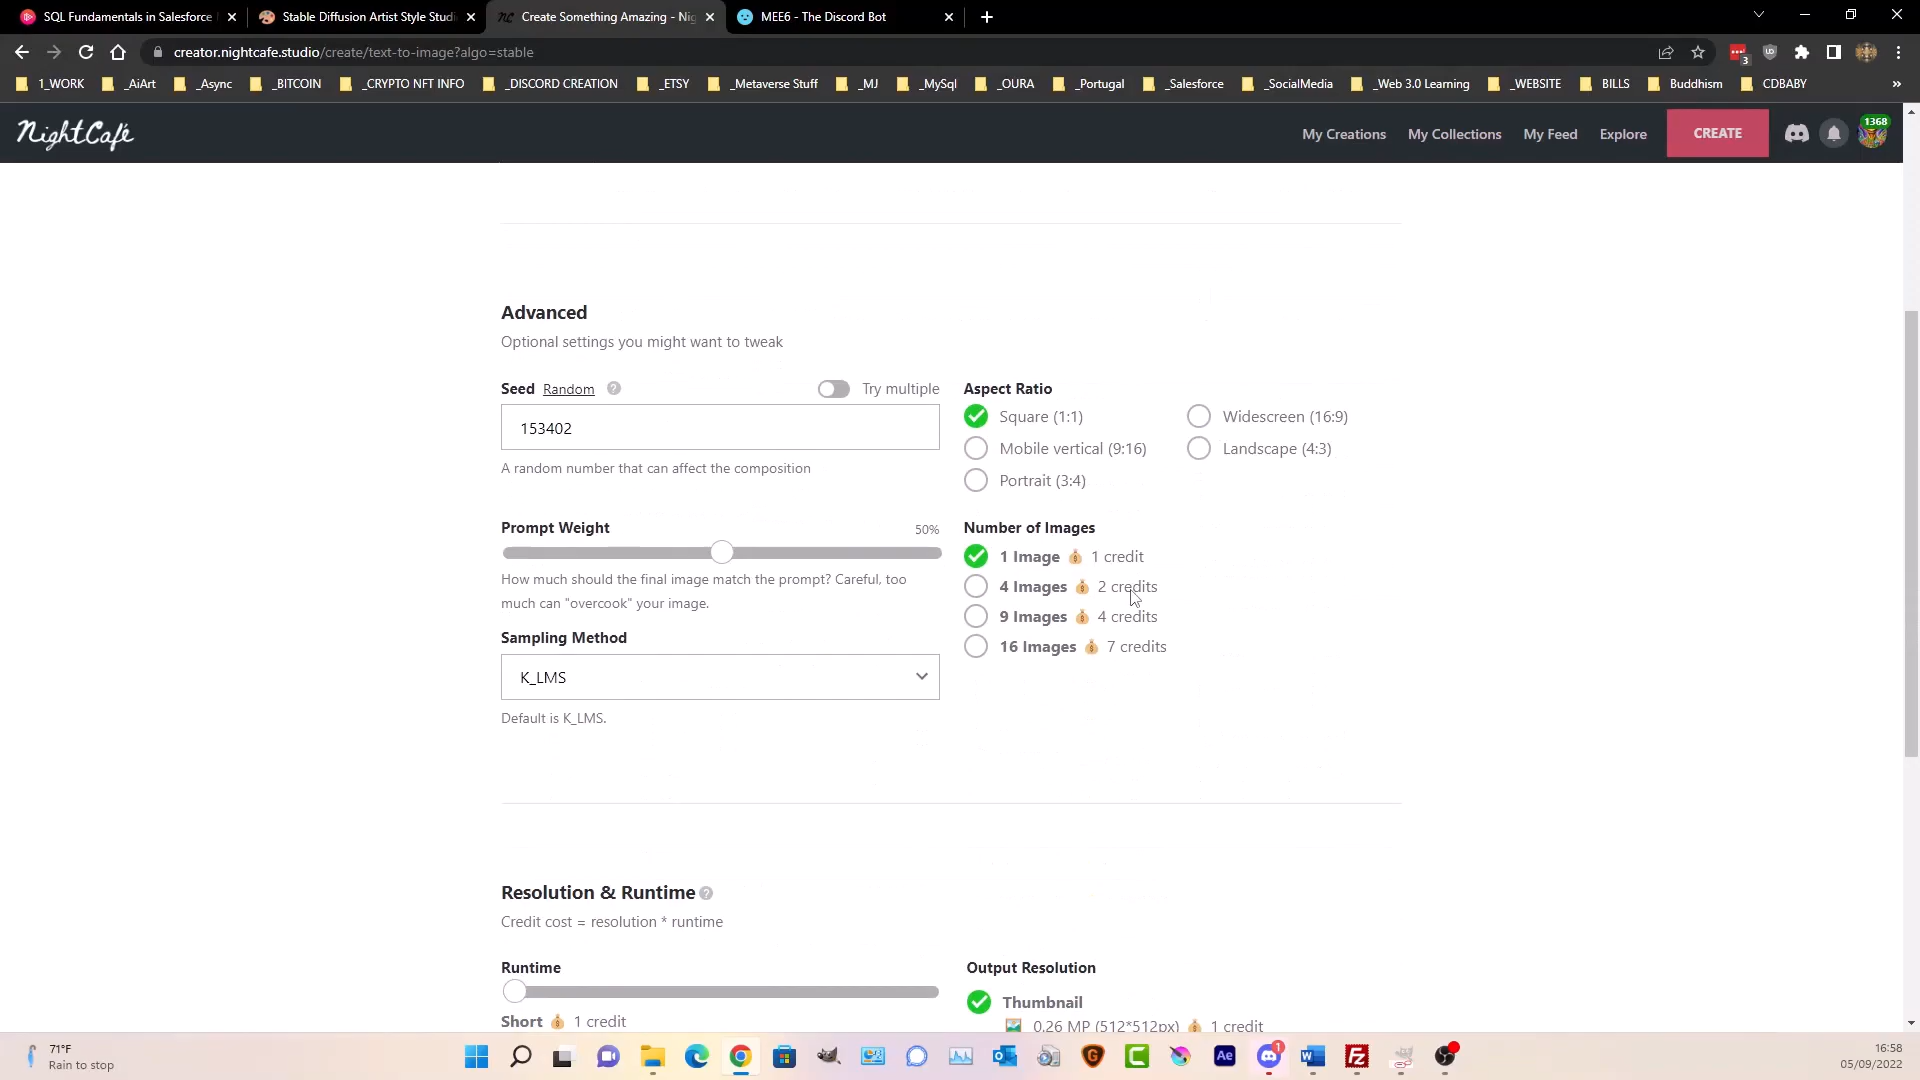 SQL Fundamentals in Salesforce
Stable Diffusion Artist Style Studi
Create Something Amazing - Nig
MEE6 - The Discord Bot
creator.nightcafe.studio/create/text-to-image?algo=stable
3
1_WORK
_AiArt
_Async
_BITCOIN
_CRYPTO NFT INFO
_DISCORD CREATION
_ETSY
_Metaverse Stuff
_MJ
_MySql
_OURA
_Portugal
_Salesforce
_SocialMedia
_Web 3.0 Learning
_WEBSITE
BILLS
Buddhism
CDBABY
»
NightCafé
My Creations
My Collections
My Feed
Explore
CREATE
1368
Advanced
Optional settings you might want to tweak
Seed Random ?
Try multiple
153402
A random number that can affect the composition
Aspect Ratio
Square (1:1)
Widescreen (16:9)
Mobile vertical (9:16)
Landscape (4:3)
Portrait (3:4)
Prompt Weight
50%
How much should the final image match the prompt? Careful, too
much can "overcook" your image.
Number of Images
1 Image 1 credit
4 Images 2 credits
9 Images 4 credits
16 Images 7 credits
Sampling Method
K_LMS
Default is K_LMS.
Resolution & Runtime ?
Credit cost = resolution * runtime
Runtime
Short 1 credit
Output Resolution
Thumbnail
0.26 MP (512*512px) 1 credit
71°F
Rain to stop
Ae
1
16:58
05/09/2022